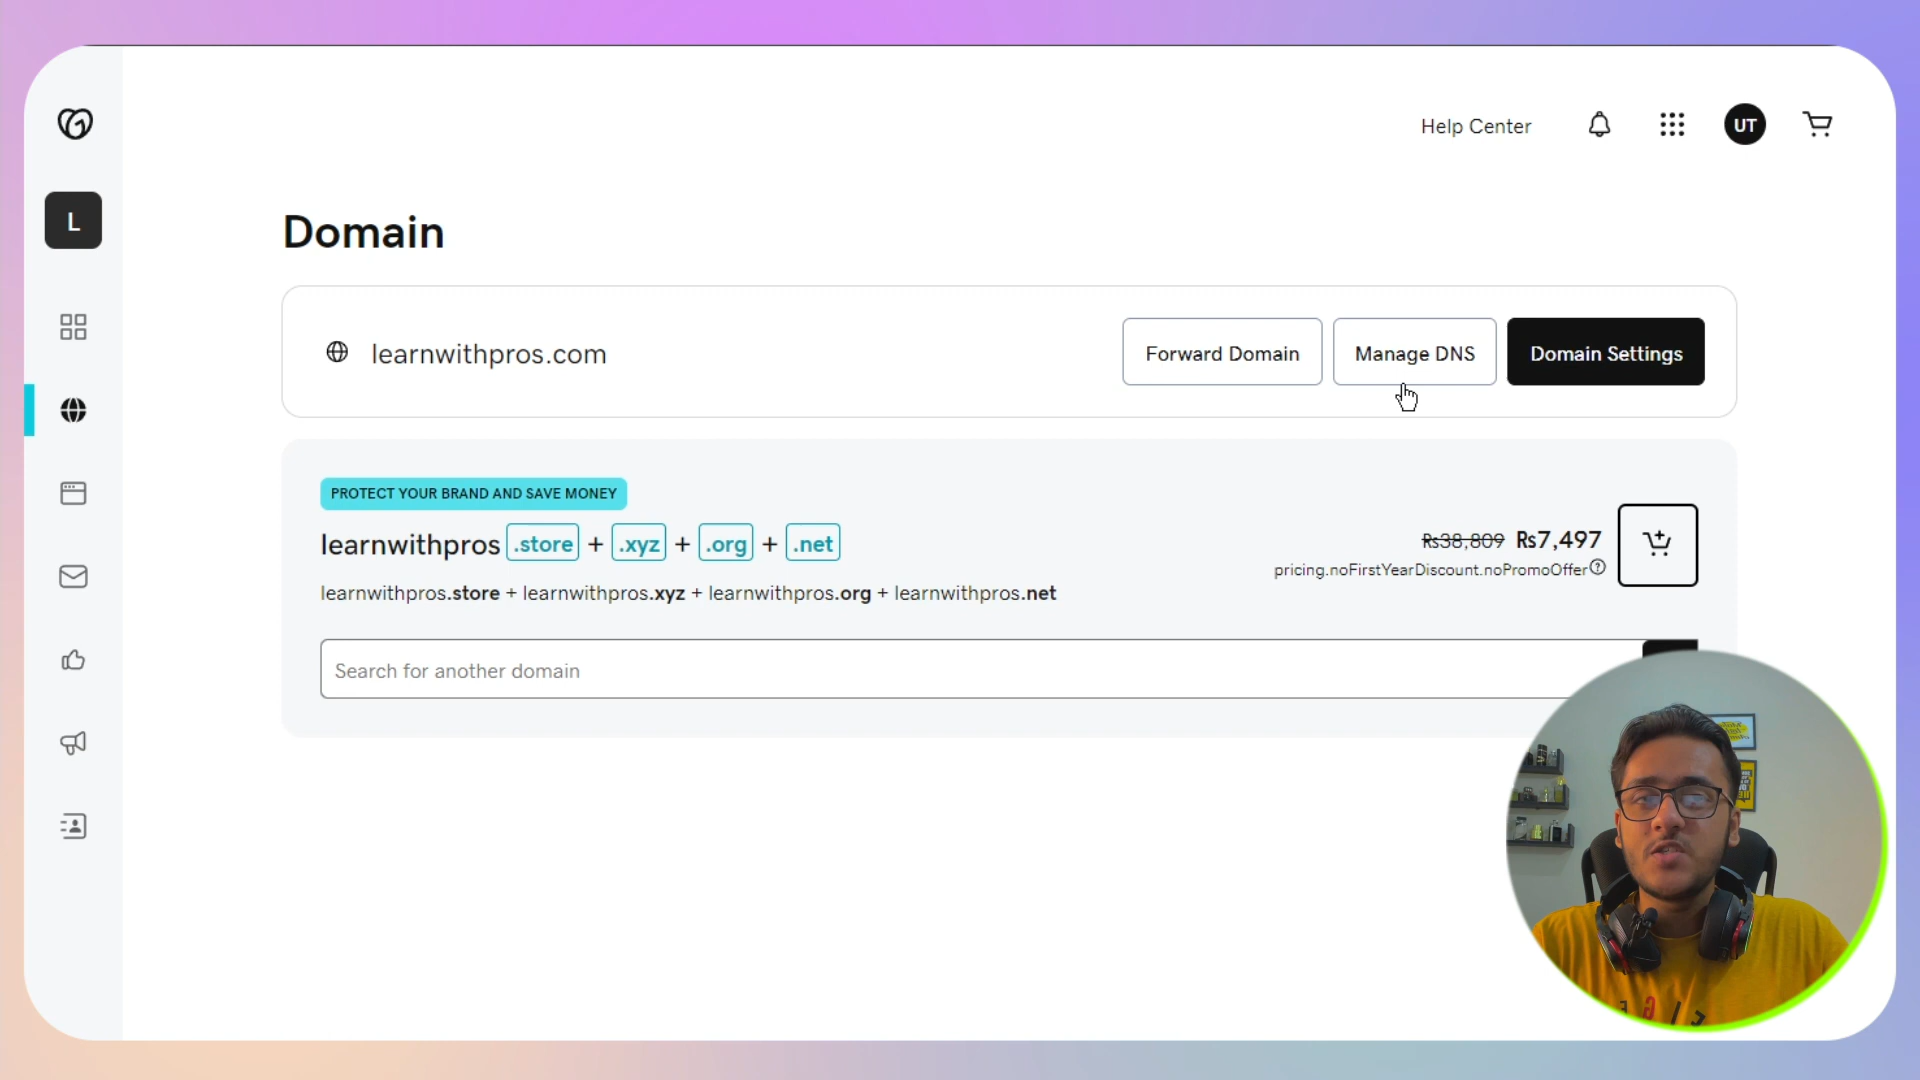 Help Center
UT
L
Domain
learnwithpros.com
Forward Domain
Manage DNS
Domain Settings
PROTECT YOUR BRAND AND SAVE MONEY
learnwithpros .store + .xyz + .org + .net
₨38,809 ₨7,497
pricing.noFirstYearDiscount.noPromoOffer
learnwithpros.store + learnwithpros.xyz + learnwithpros.org + learnwithpros.net
Search for another domain